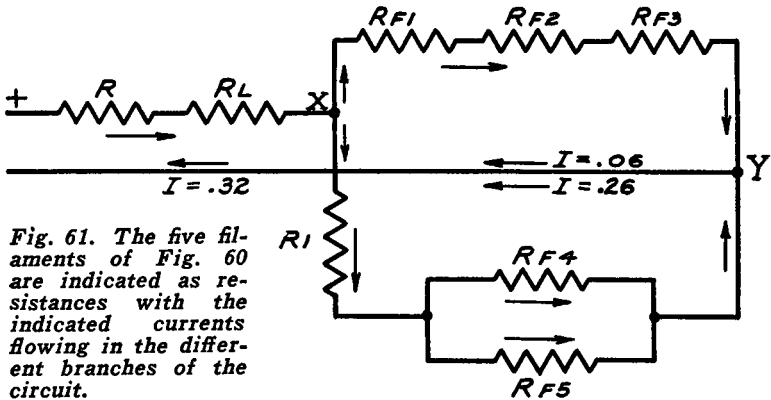 RF1 RF2 RF3
+ R RL X
I=.06 Y
I=.32 I=.26
Fig. 61. The five fil-
aments of Fig. 60
are indicated as re-
sistances with the
indicated currents
flowing in the differ-
ent branches of the
circuit.
R1
RF4
RF5